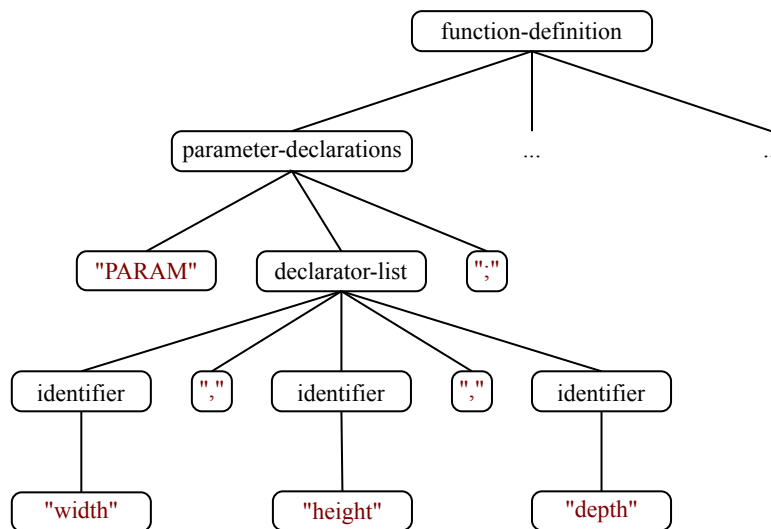 function-definition
parameter-declarations
...
..
"PARAM"
declarator-list
";"
identifier
","
identifier
","
identifier
"width"
"height"
"depth"